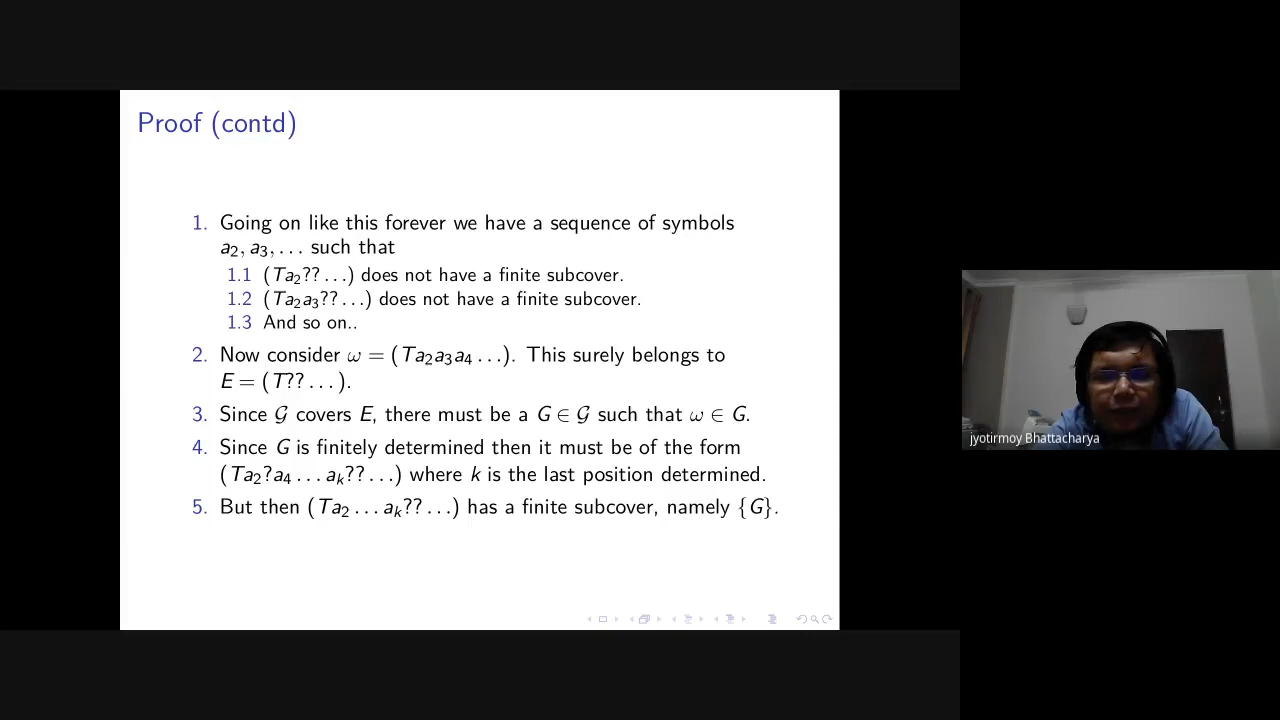 Proof (contd)
1. Going on like this forever we have a sequence of symbols
a₂, a₃, . . . such that
1.1 (Ta₂?? . . .) does not have a finite subcover.
1.2 (Ta₂a₃?? . . .) does not have a finite subcover.
1.3 And so on..
2. Now consider ω = (Ta₂a₃a₄ . . .). This surely belongs to
E = (T?? . . . ).
3. Since 𝒢 covers E, there must be a G ∈ 𝒢 such that ω ∈ G.
4. Since G is finitely determined then it must be of the form
(Ta₂?a₄ . . . aₖ?? . . .) where k is the last position determined.
5. But then (Ta₂ . . . aₖ?? . . .) has a finite subcover, namely {G}.
jyotirmoy Bhattacharya